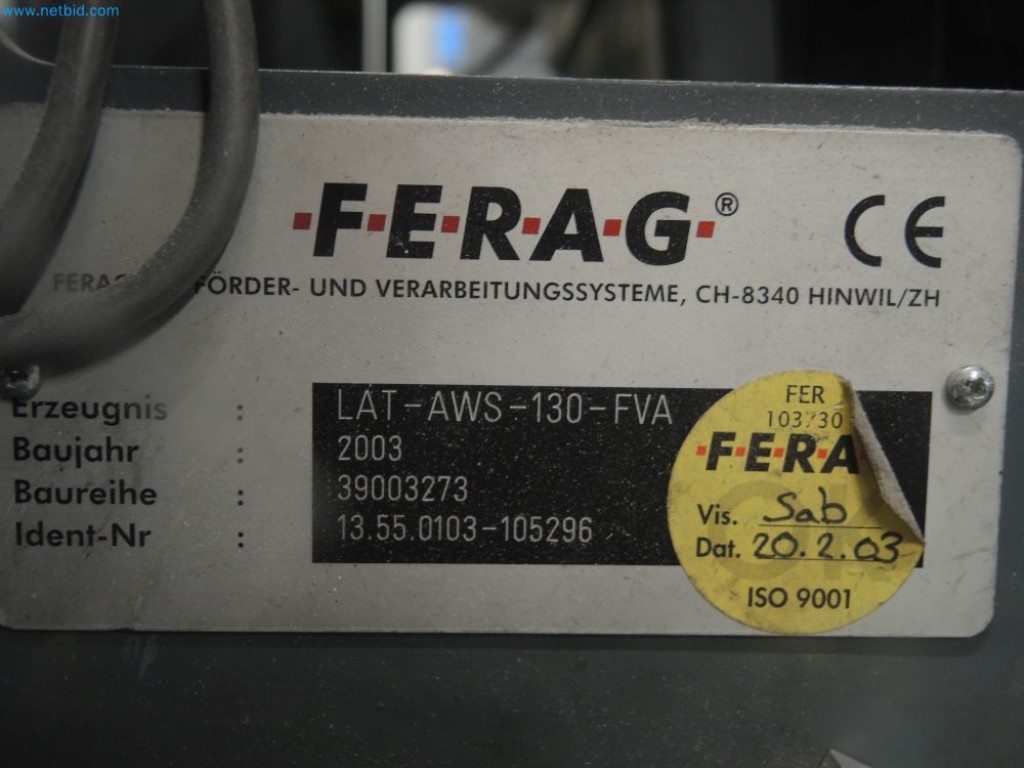 www.netbid.com
·F·E·R·A·G·®
CE
FERAG FÖRDER- UND VERARBEITUNGSSYSTEME, CH-8340 HINWIL/ZH
Erzeugnis : LAT-AWS-130-FVA
Baujahr : 2003
Baureihe : 39003273
Ident-Nr : 13.55.0103-105296
FER
103730
·F·E·R·A
Vis. Sab
Dat. 20.2.03
ISO 9001